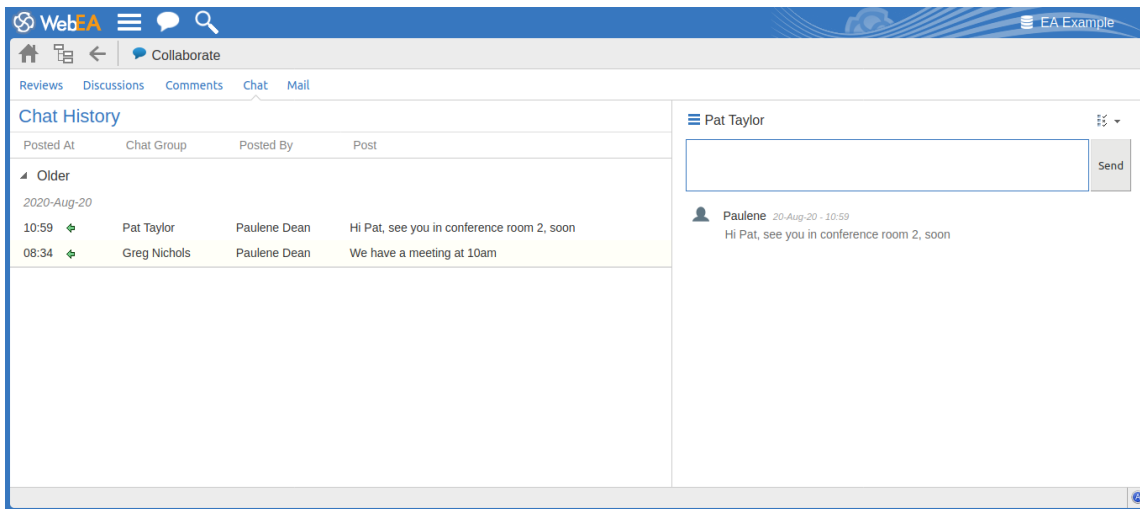 WebEA
EA Example
Collaborate
Reviews Discussions Comments Chat Mail
Chat History
Posted At Chat Group Posted By Post
Older
2020-Aug-20
10:59 Pat Taylor Paulene Dean Hi Pat, see you in conference room 2, soon
08:34 Greg Nichols Paulene Dean We have a meeting at 10am
Pat Taylor
Send
Paulene 20-Aug-20 - 10:59
Hi Pat, see you in conference room 2, soon